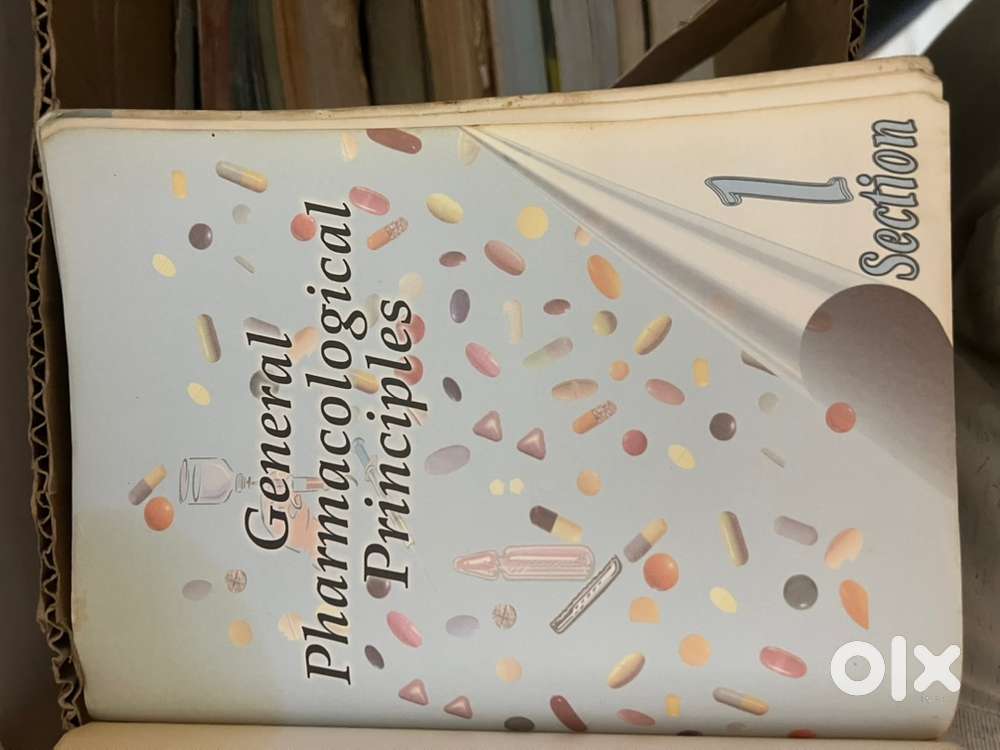 Section
1
General
Pharmacological
Principles
olx